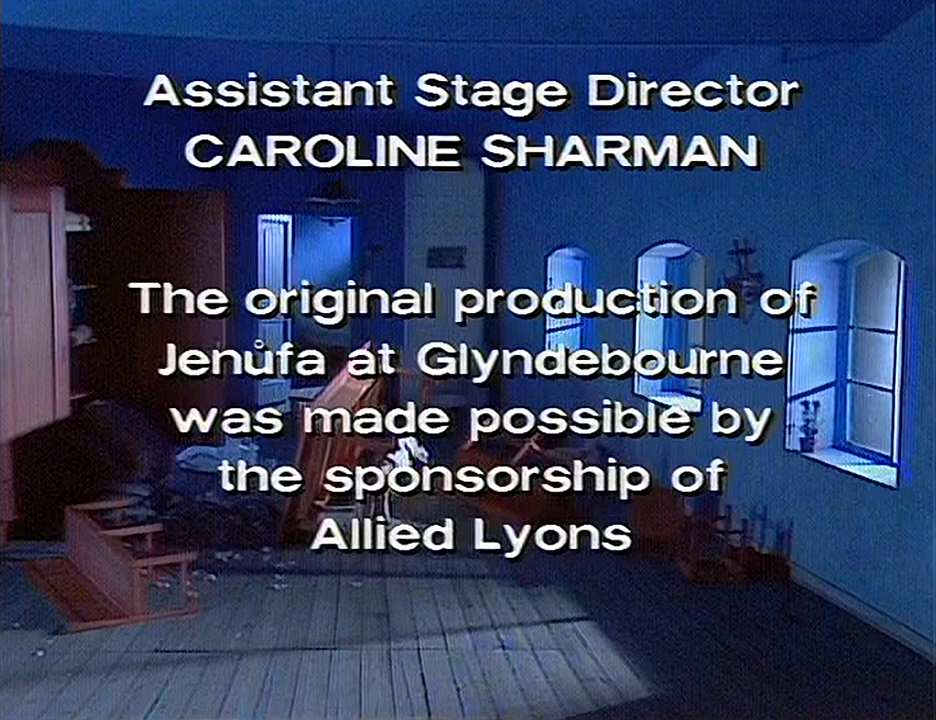 Assistant Stage Director
CAROLINE SHARMAN
The original production of
Jenůfa at Glyndebourne
was made possible by
the sponsorship of
Allied Lyons